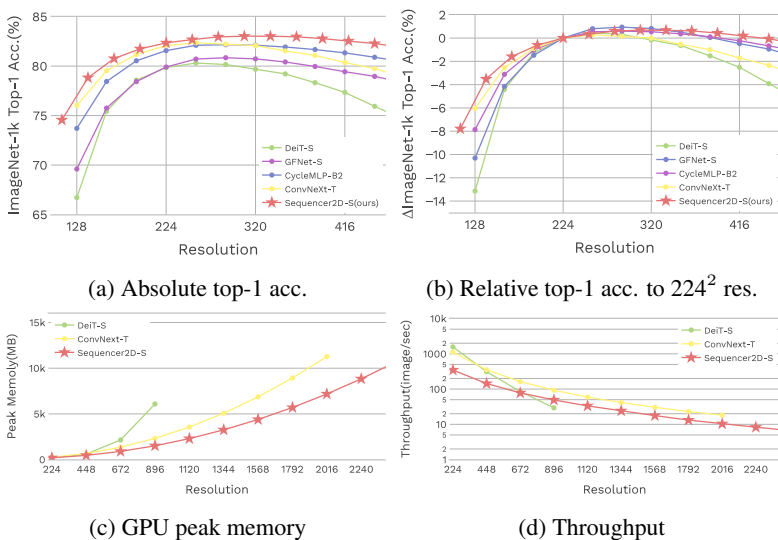 ImageNet-1k Top-1 Acc.(%)
85
80
75
70
65
128
224
320
416
Resolution
DeiT-S
GFNet-S
CycleMLP-B2
ConvNeXt-T
Sequencer2D-S(ours)
(a) Absolute top-1 acc.
ΔImageNet-1k Top-1 Acc.(%)
2
0
−2
−4
−6
−8
−10
−12
−14
128
224
320
416
Resolution
DeiT-S
GFNet-S
CycleMLP-B2
ConvNeXt-T
Sequencer2D-S(ours)
(b) Relative top-1 acc. to 224² res.
Peak Memoly(MB)
15k
10k
5k
0
224
448
672
896
1120
1344
1568
1792
2016
2240
Resolution
DeiT-S
ConvNext-T
Sequencer2D-S
(c) GPU peak memory
Throughput(image/sec)
10k
5
2
1000
5
2
100
5
2
10
5
2
1
224
448
672
896
1120
1344
1568
1792
2016
2240
Resolution
DeiT-S
ConvNext-T
Sequencer2D-S
(d) Throughput